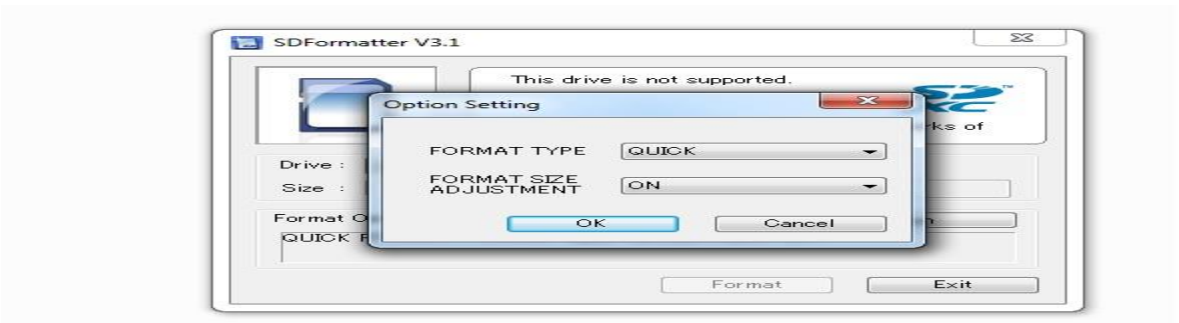 SDFormatter V3.1
This drive is not supported.
Option Setting
ks of
FORMAT TYPE QUICK
Drive :
FORMAT SIZE
ADJUSTMENT ON
Size :
Format O
OK Cancel
QUICK
Format Exit